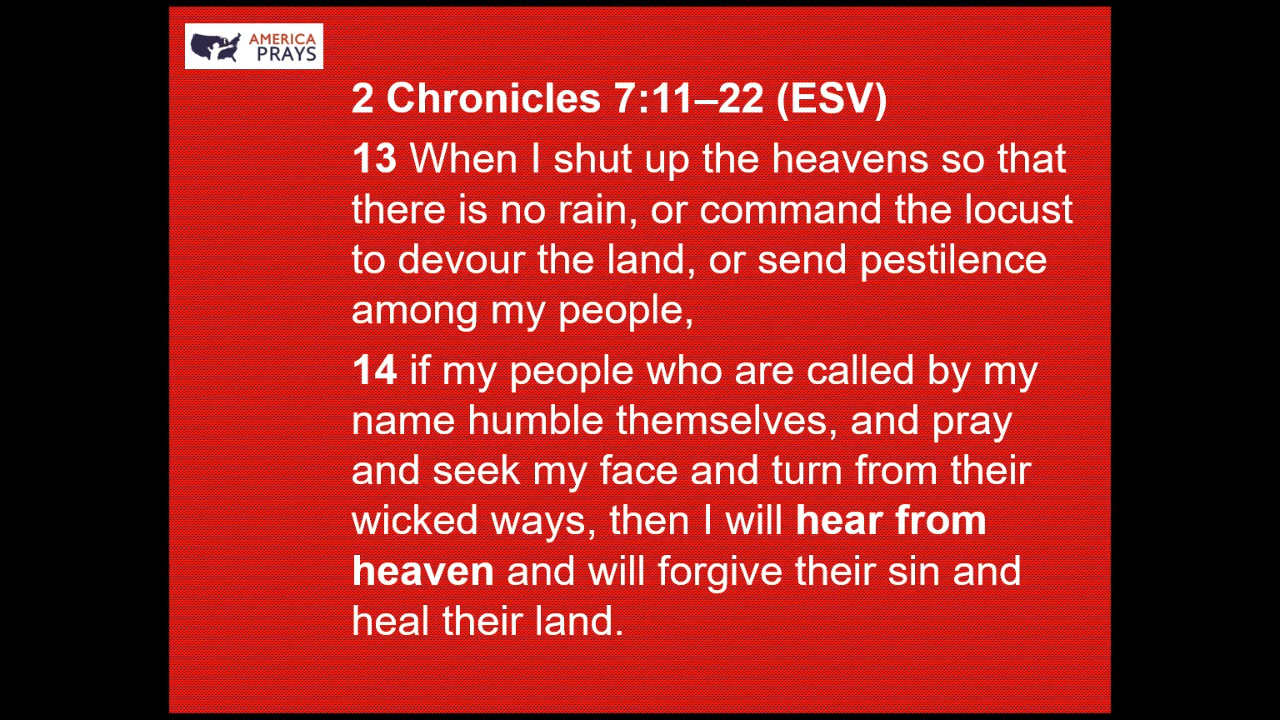 AMERICA
PRAYS
2 Chronicles 7:11–22 (ESV)
13 When I shut up the heavens so that
there is no rain, or command the locust
to devour the land, or send pestilence
among my people,
14 if my people who are called by my
name humble themselves, and pray
and seek my face and turn from their
wicked ways, then I will hear from
heaven and will forgive their sin and
heal their land.